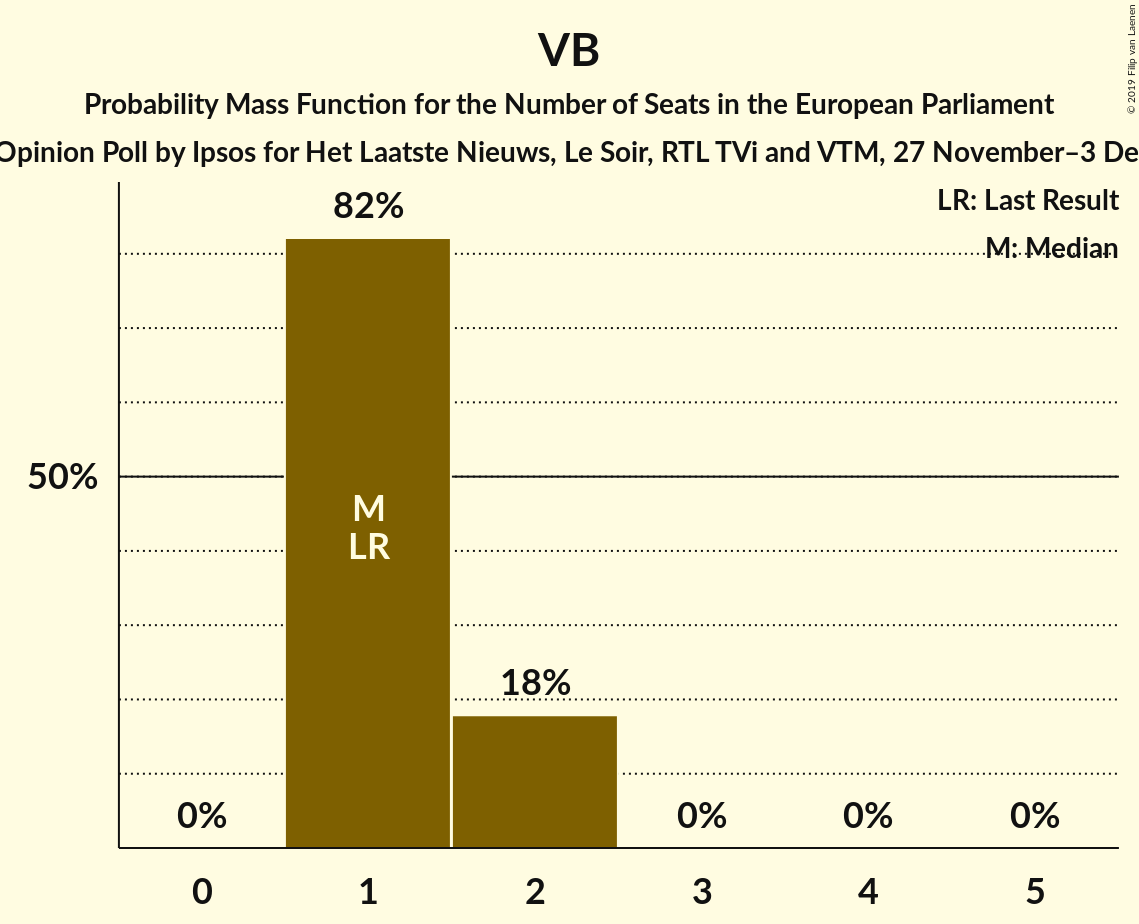 VB
Probability Mass Function for the Number of Seats in the European Parliament
Opinion Poll by Ipsos for Het Laatste Nieuws, Le Soir, RTL TVi and VTM, 27 November–3 De
© 2019 Filip van Laenen
LR: Last Result
M: Median
82%
50%
M
LR
18%
0%
0%
0%
0%
0
1
2
3
4
5